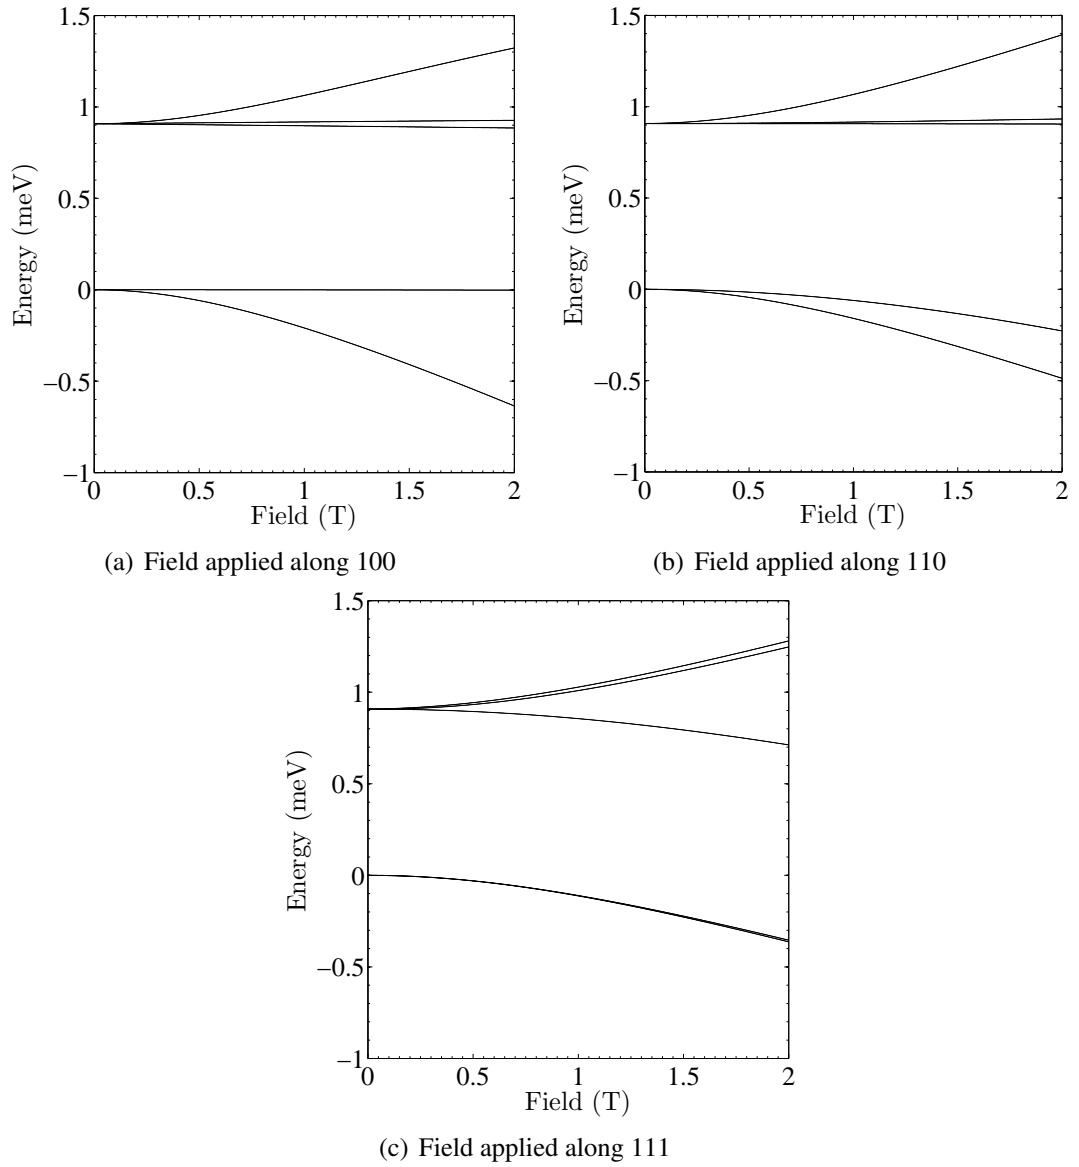 1.5
1
0.5
0
−0.5
−1
0 0.5 1 1.5 2
Energy (meV)
Field (T)
(a) Field applied along 100
1.5
1
0.5
0
−0.5
−1
0 0.5 1 1.5 2
Energy (meV)
Field (T)
(b) Field applied along 110
1.5
1
0.5
0
−0.5
−1
0 0.5 1 1.5 2
Energy (meV)
Field (T)
(c) Field applied along 111